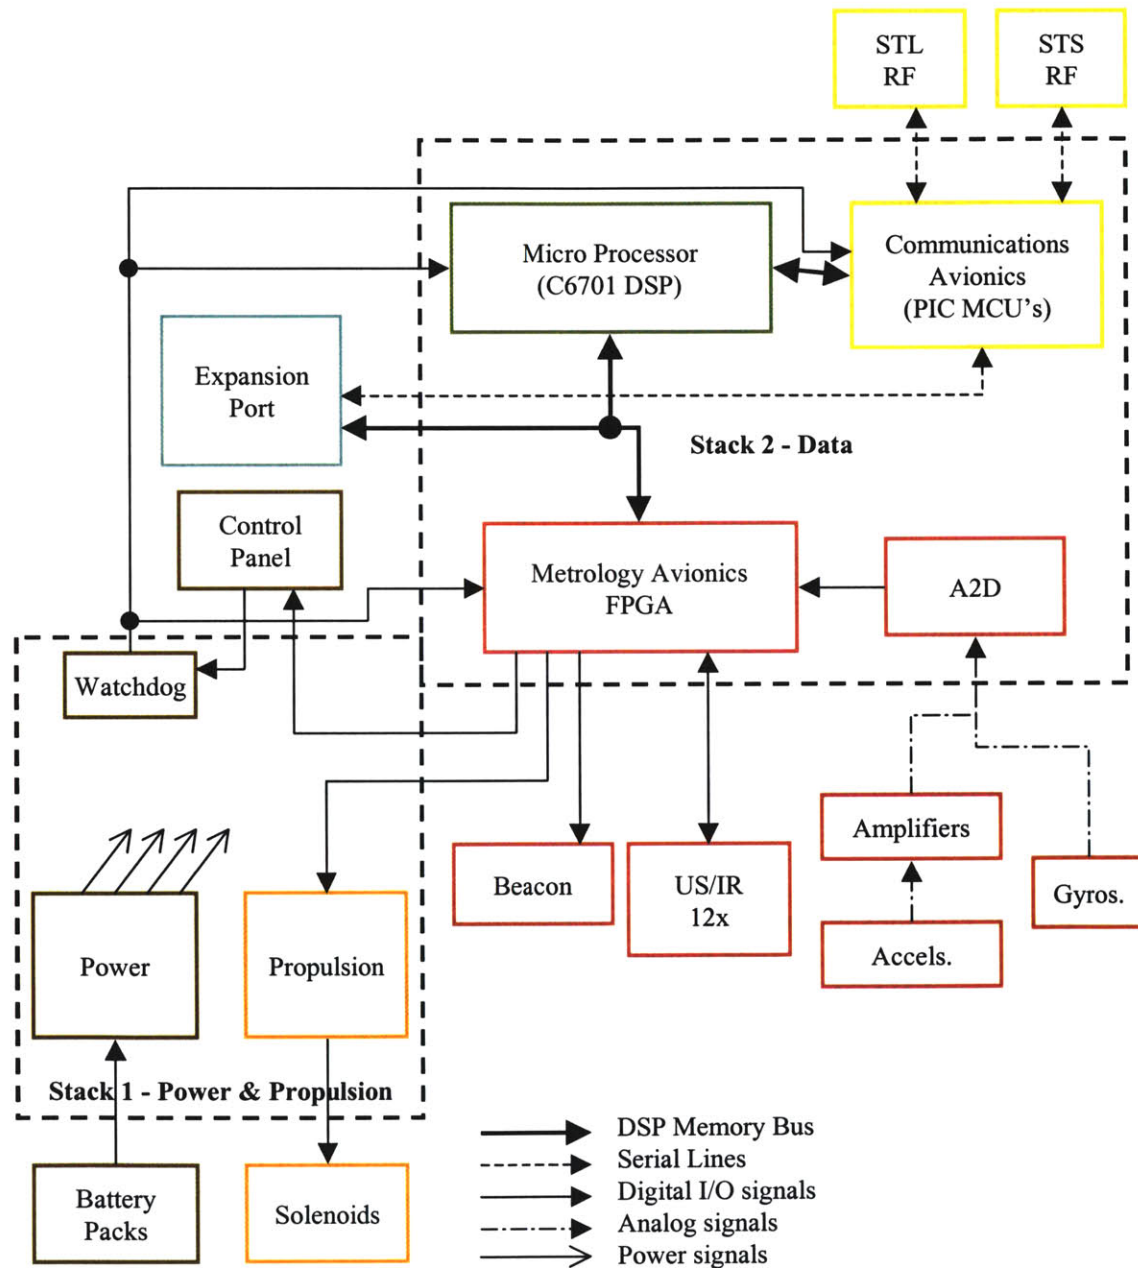 STL
RF
STS
RF
Micro Processor
(C6701 DSP)
Communications
Avionics
(PIC MCU's)
Expansion
Port
Stack 2 - Data
Control
Panel
Metrology Avionics
FPGA
A2D
Watchdog
Amplifiers
Beacon
US/IR
12x
Gyros.
Accels.
Power
Propulsion
Stack 1 - Power & Propulsion
Battery
Packs
Solenoids
DSP Memory Bus
Serial Lines
Digital I/O signals
Analog signals
Power signals